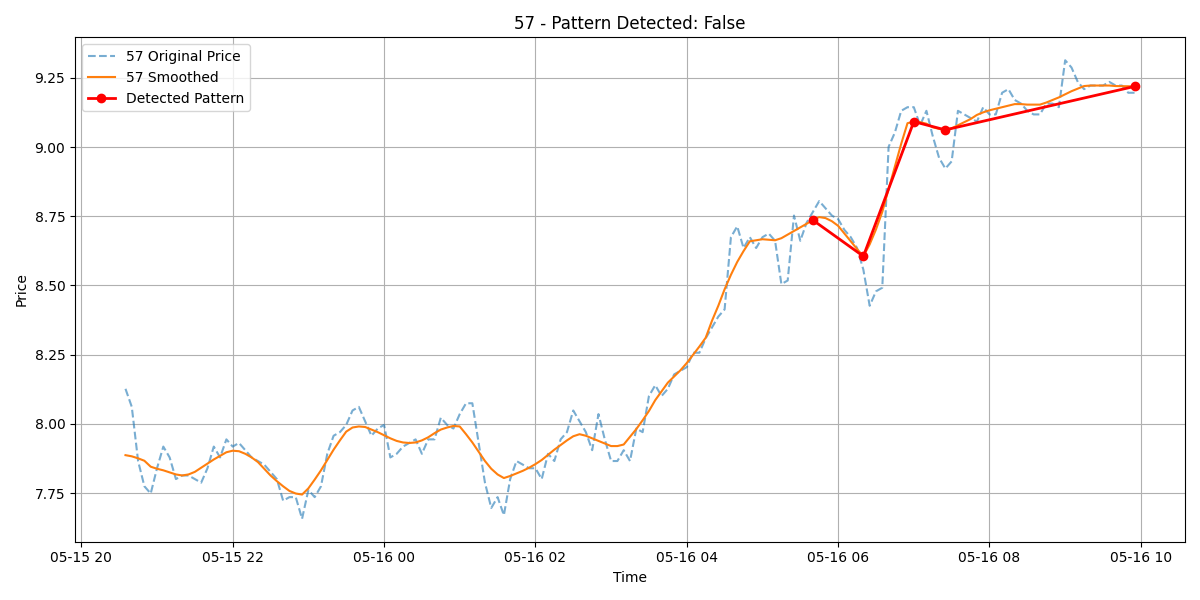 57 - Pattern Detected: False
57 Original Price
57 Smoothed
Detected Pattern
Price
9.25
9.00
8.75
8.50
8.25
8.00
7.75
05-15 20
05-15 22
05-16 00
05-16 02
05-16 04
05-16 06
05-16 08
05-16 10
Time